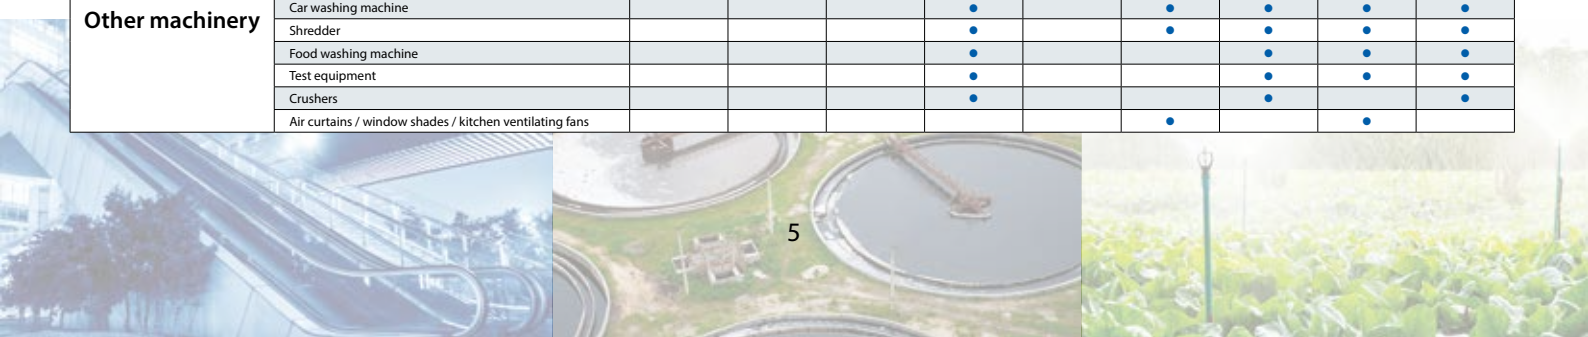 Other machinery
Car washing machine ● ● ● ● ●
Shredder ● ● ● ● ●
Food washing machine ● ● ● ●
Test equipment ● ● ● ●
Crushers ● ● ●
Air curtains / window shades / kitchen ventilating fans ● ●
5